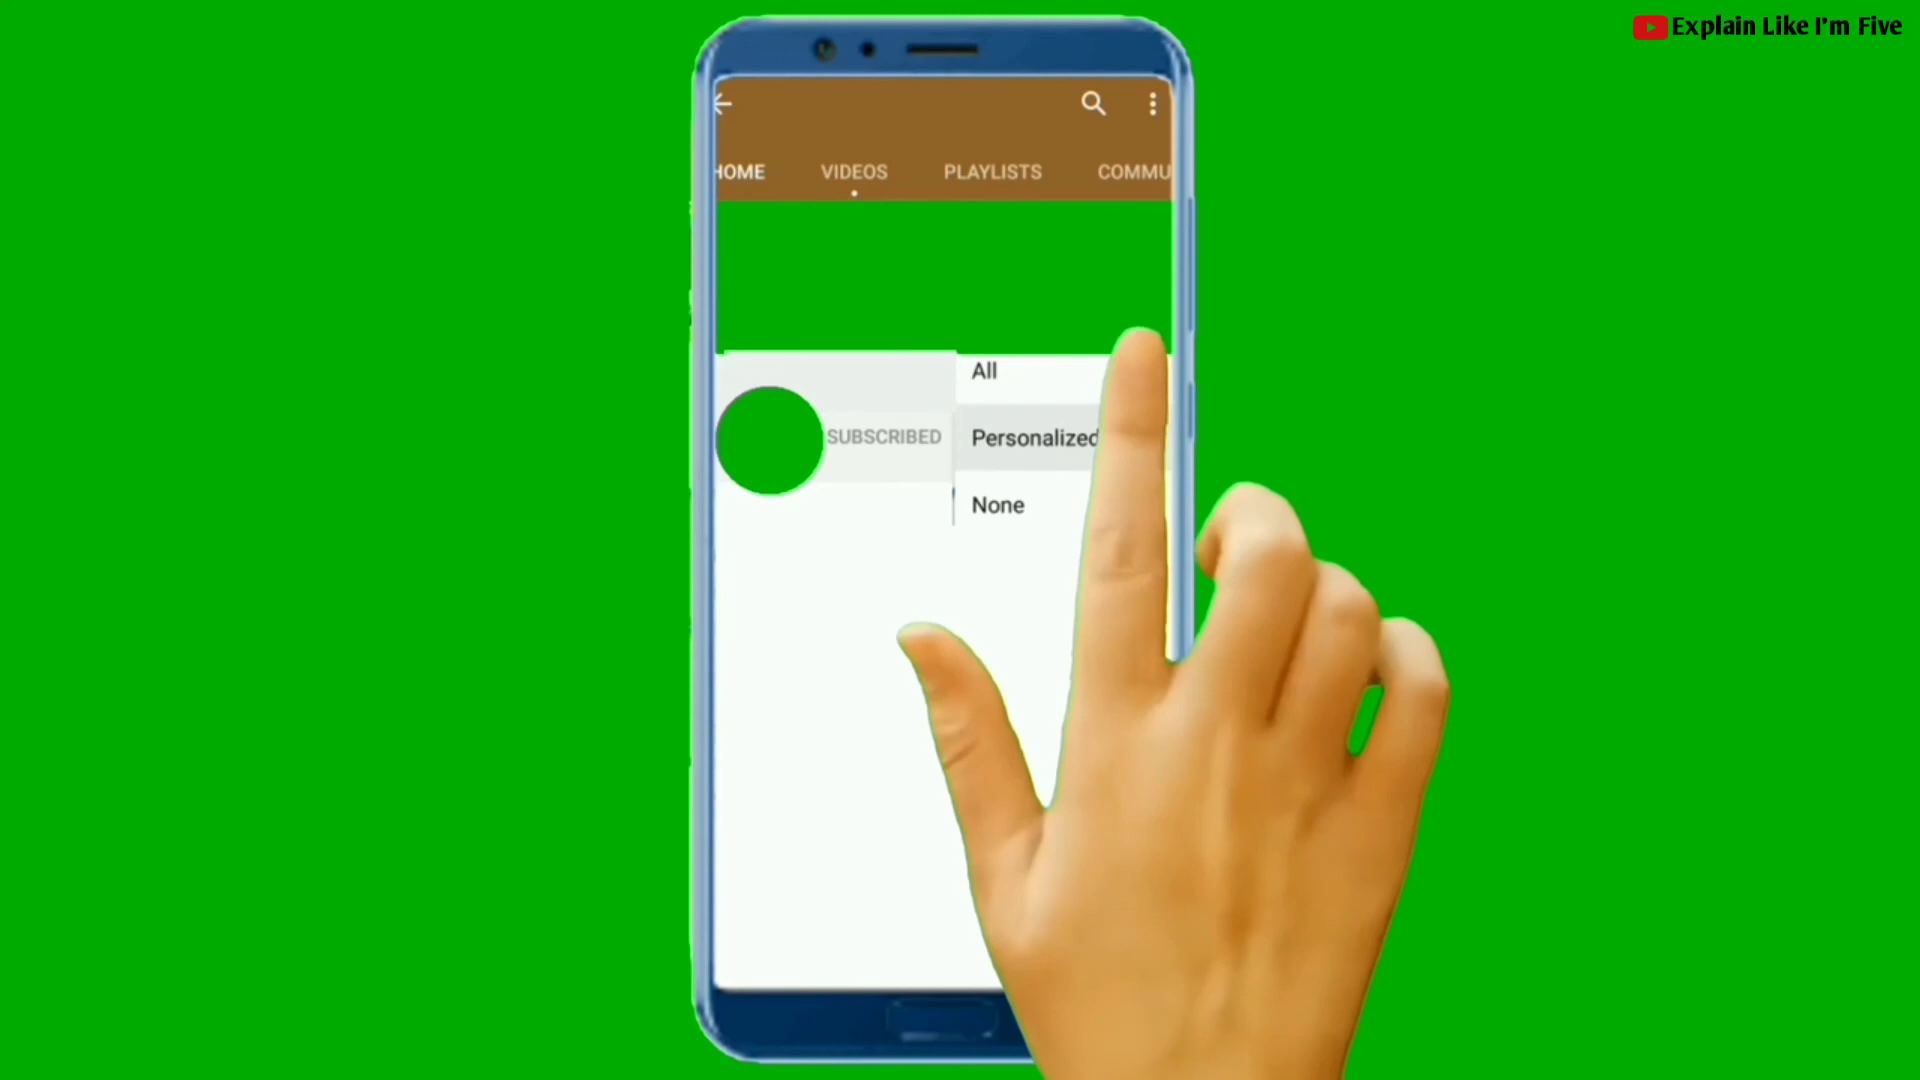 Explain Like I'm Five
HOME VIDEOS PLAYLISTS COMMU
All
SUBSCRIBED Personalized
None